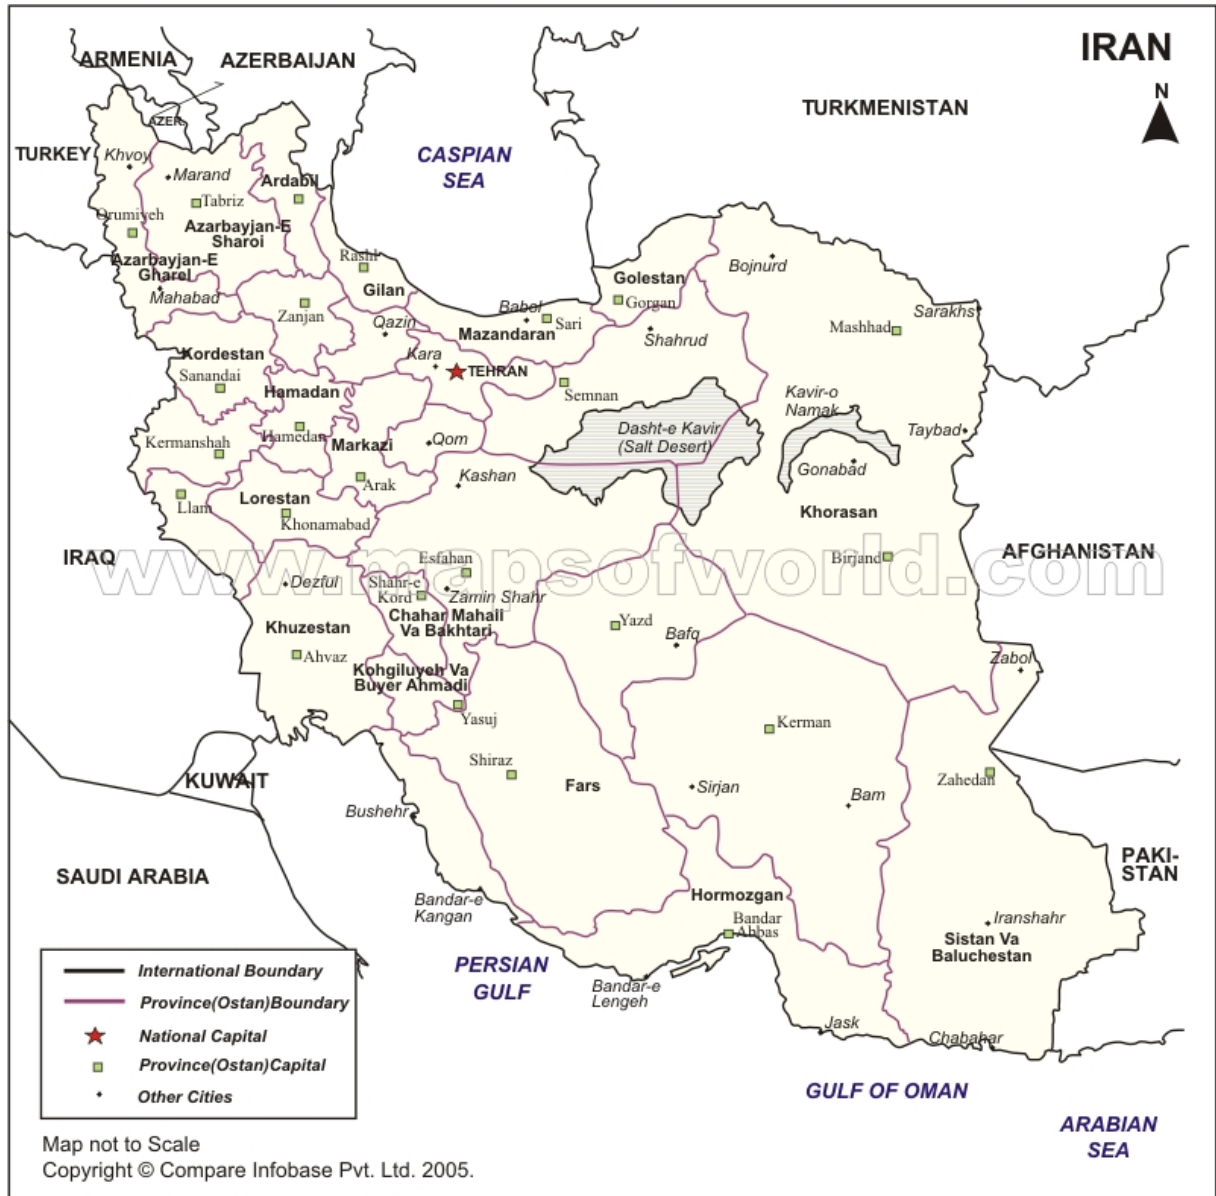 IRAN
N
ARMENIA
AZERBAIJAN
TURKMENISTAN
AZER.
TURKEY
Khvoy
Marand
CASPIAN
SEA
Ardabil
Tabriz
Orumiyeh
Azarbayjan-E
Sharoi
Azarbayjan-E
Gharel
Mahabad
Rasht
Gilan
Golestan
Gorgan
Bojnurd
Sarakhs
Mashhad
Zanjan
Qazin
Babol
Sari
Mazandaran
Shahrud
Kordestan
Sanandai
Kara
TEHRAN
Semnan
Hamadan
Hamedan
Kermanshah
Markazi
Qom
Dasht-e Kavir
(Salt Desert)
Kavir-o
Namak
Taybad
Gonabad
Arak
Kashan
Llam
Lorestan
Khonamabad
Khorasan
IRAQ
www.mapsofworld.com
AFGHANISTAN
Esfahan
Birjand
Dezful
Shahr-e
Kord
Zamin Shahr
Chahar Mahall
Va Bakhtari
Yazd
Bafq
Khuzestan
Ahvaz
Kohgiluyeh Va
Buyer Ahmadi
Yasuj
Zabol
Kerman
Shiraz
Fars
Sirjan
Bam
Zahedan
KUWAIT
Bushehr
SAUDI ARABIA
PAKI-
STAN
Bandar-e
Kangan
Hormozgan
Bandar
Abbas
Iranshahr
Sistan Va
Baluchestan
PERSIAN
GULF
Bandar-e
Lengeh
Jask
Chabahar
GULF OF OMAN
ARABIAN
SEA
International Boundary
Province(Ostan)Boundary
National Capital
Province(Ostan)Capital
Other Cities
Map not to Scale
Copyright © Compare Infobase Pvt. Ltd. 2005.